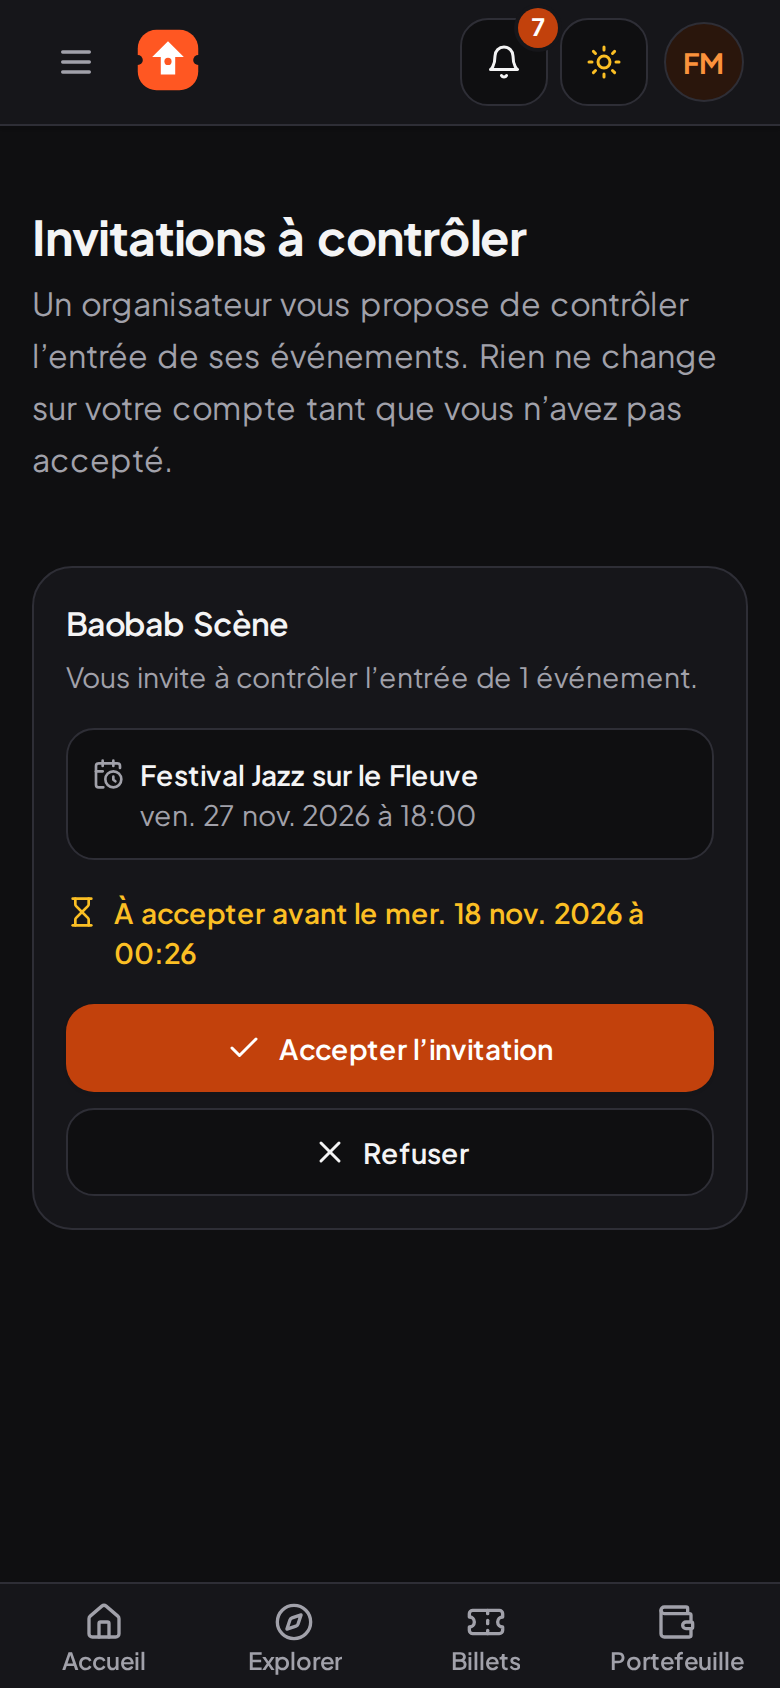 7
FM
Invitations à contrôler
Un organisateur vous propose de contrôler
l’entrée de ses événements. Rien ne change
sur votre compte tant que vous n’avez pas
accepté.
Baobab Scène
Vous invite à contrôler l’entrée de 1 événement.
Festival Jazz sur le Fleuve
ven. 27 nov. 2026 à 18:00
À accepter avant le mer. 18 nov. 2026 à
00:26
Accepter l’invitation
Refuser
Accueil
Explorer
Billets
Portefeuille